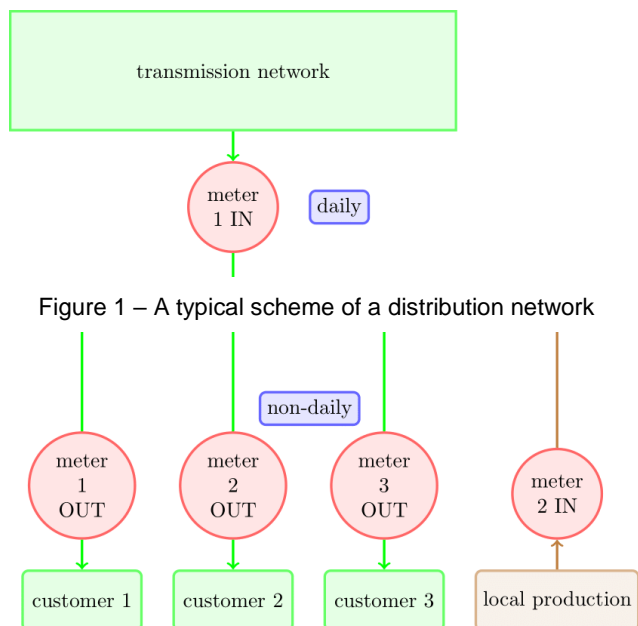 transmission network
meter
1 IN
daily
Figure 1 – A typical scheme of a distribution network
non-daily
meter
1
OUT
meter
2
OUT
meter
3
OUT
meter
2 IN
customer 1
customer 2
customer 3
local production